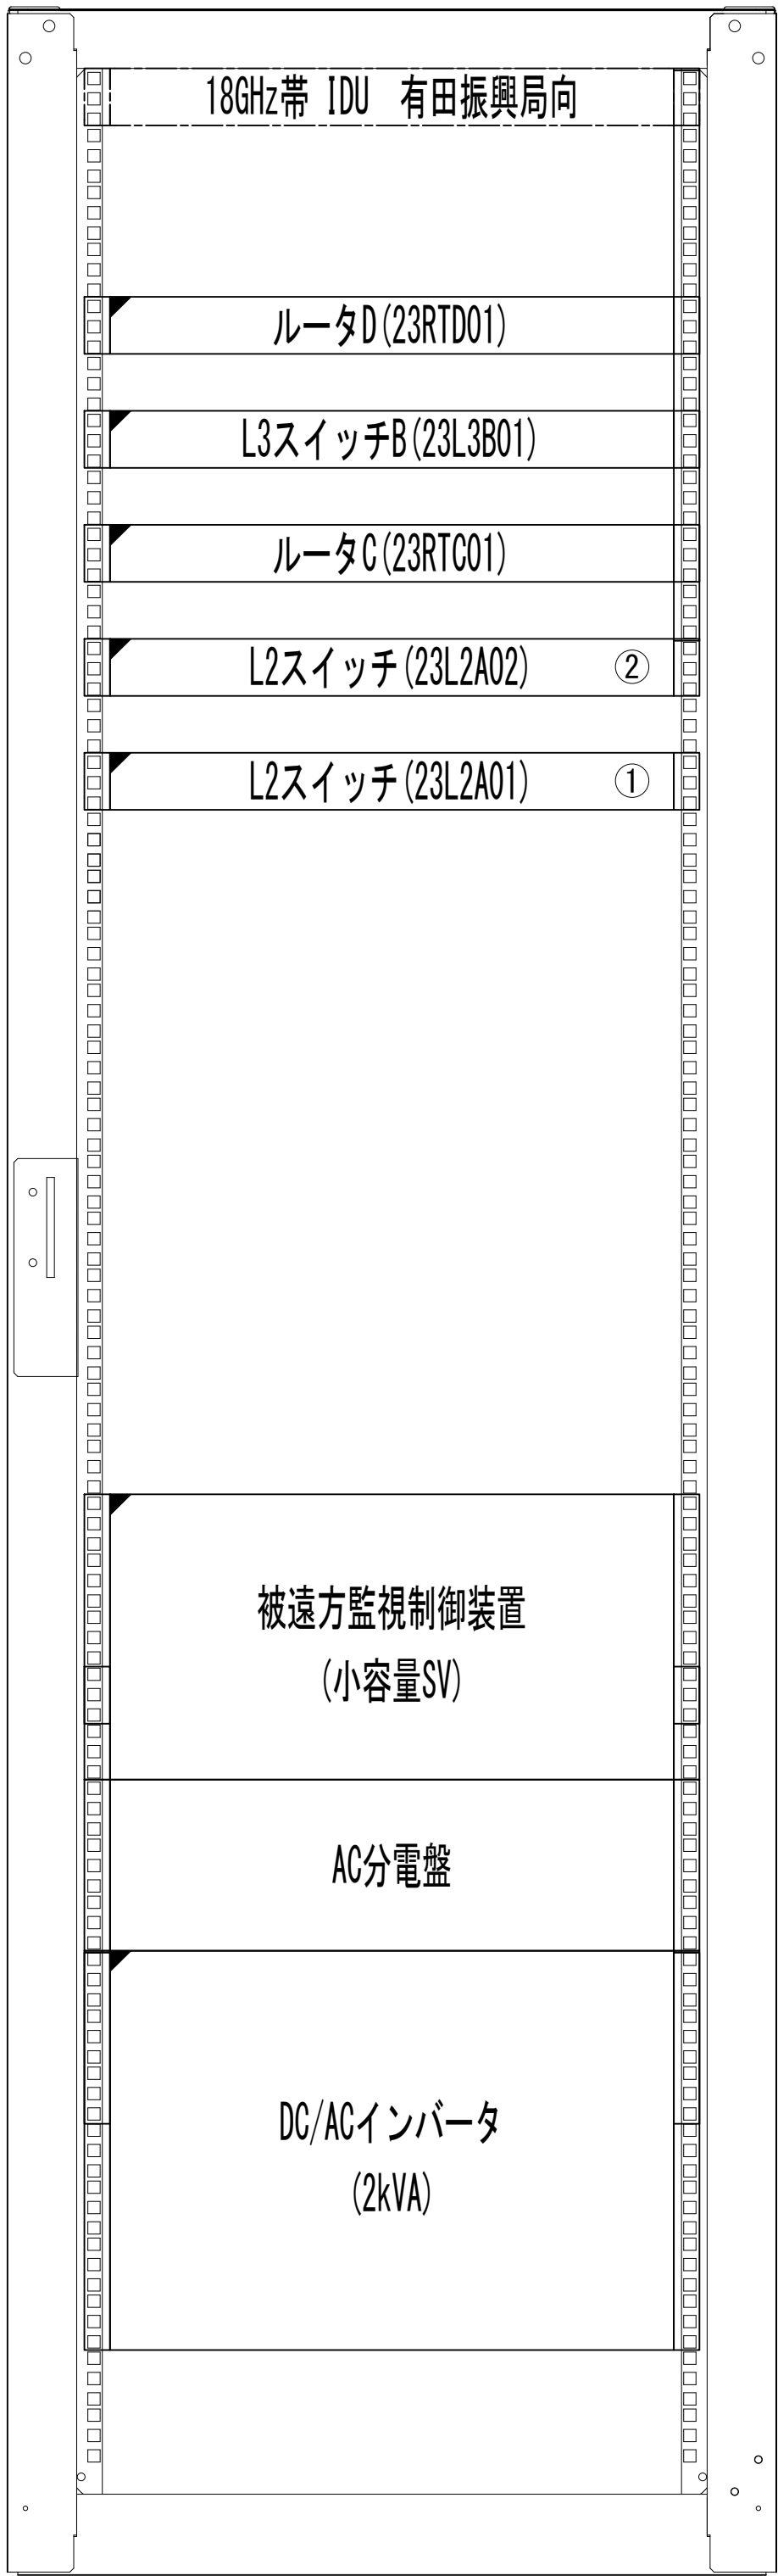 18GHz帯 IDU　有田振興局向
ルータD(23RTD01)
L3スイッチB(23L3B01)
ルータC(23RTC01)
L2スイッチ(23L2A02) ②
L2スイッチ(23L2A01) ①
被遠方監視制御装置
(小容量SV)
AC分電盤
DC/ACインバータ
(2kVA)